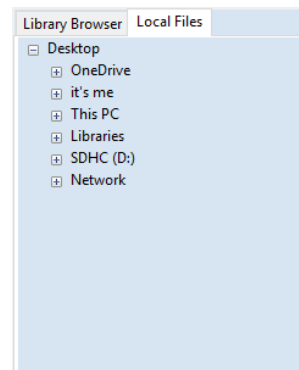 Library Browser Local Files
Desktop
OneDrive
it's me
This PC
Libraries
SDHC (D:)
Network